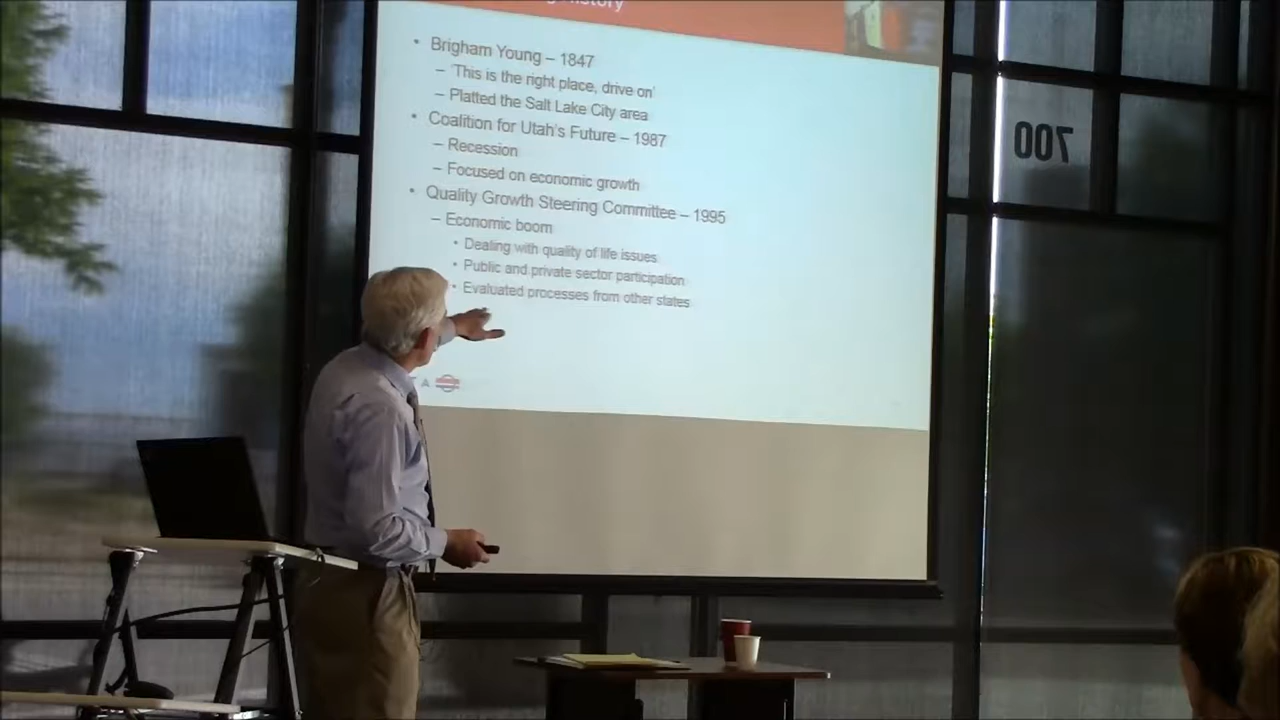 History
• Brigham Young – 1847
– 'This is the right place, drive on'
– Platted the Salt Lake City area
• Coalition for Utah's Future – 1987
– Recession
– Focused on economic growth
• Quality Growth Steering Committee – 1995
– Economic boom
• Dealing with quality of life issues
• Public and private sector participation
• Evaluated processes from other states
T A
700